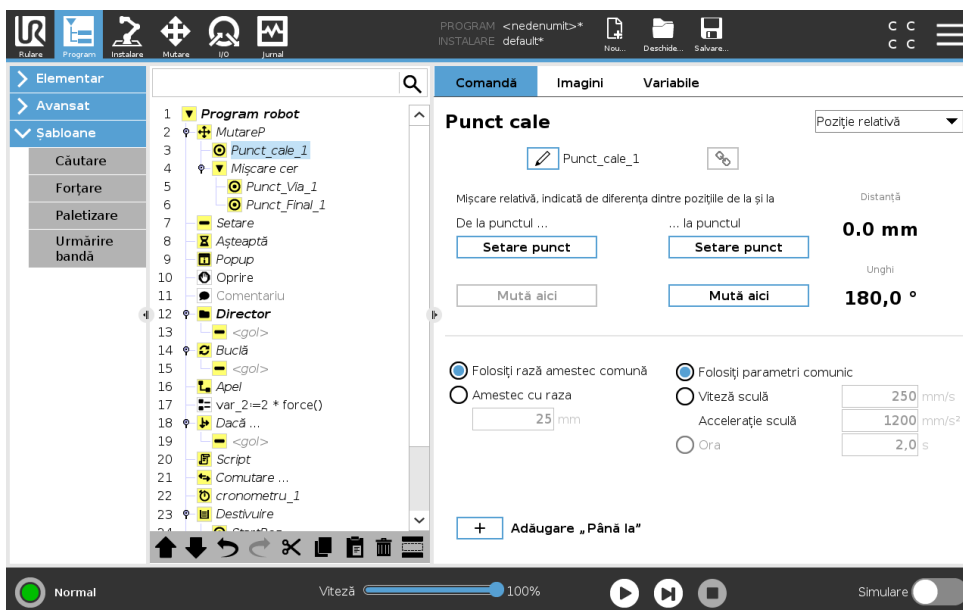 PROGRAM <nedenumit>*
INSTALARE default*
Rulare Program Instalare Mutare I/O Jurnal Nou... Deschide... Salvare...
C C
C C
Elementar
Avansat
Șabloane
Căutare
Forțare
Paletizare
Urmărire
bandă
1 Program robot
2 MutareP
3 Punct_cale_1
4 Mișcare cer
5 Punct_Via_1
6 Punct_Final_1
7 Setare
8 Așteaptă
9 Popup
10 Oprire
11 Comentariu
12 Director
13 <gol>
14 Buclă
15 <gol>
16 Apel
17 var_2:=2 * force()
18 Dacă ...
19 <gol>
20 Script
21 Comutare ...
22 cronometru_1
23 Destivuire
Comandă Imagini Variabile
Punct cale
Poziție relativă
Punct_cale_1
Mișcare relativă, indicată de diferența dintre pozițiile de la și la
Distanță
De la punctul ... ... la punctul
0.0 mm
Setare punct Setare punct
Unghi
Mută aici Mută aici
180,0 °
Folosiți rază amestec comună
Amestec cu raza
25 mm
Folosiți parametri comunic
Viteză sculă 250 mm/s
Accelerație sculă 1200 mm/s²
Ora 2,0 s
+ Adăugare „Până la”
Normal
Viteză 100%
Simulare